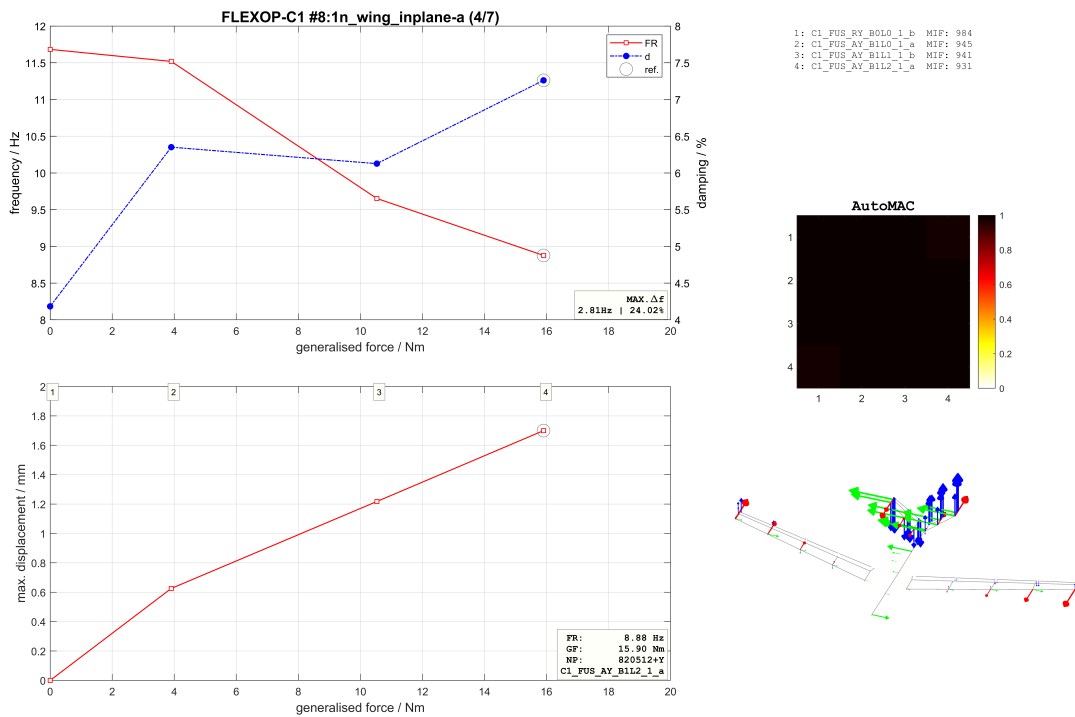 FLEXOP-C1 #8:1n_wing_inplane-a (4/7)
12
11.5
11
10.5
10
9.5
9
8.5
8
frequency / Hz
8
7.5
7
6.5
6
5.5
5
4.5
4
damping / %
FR
d
ref.
MAX.Δf
2.81Hz | 24.02%
0 2 4 6 8 10 12 14 16 18 20
generalised force / Nm
1: C1_FUS_RY_B0L0_1_b MIF: 984
2: C1_FUS_AY_B1L0_1_a MIF: 945
3: C1_FUS_AY_B1L1_1_b MIF: 941
4: C1_FUS_AY_B1L2_1_a MIF: 931
AutoMAC
1
2
3
4
1 2 3 4
1
0.8
0.6
0.4
0.2
0
2
1.8
1.6
1.4
1.2
1
0.8
0.6
0.4
0.2
0
max. displacement / mm
1 2 3 4
FR: 8.88 Hz
GF: 15.90 Nm
NP: 820512+Y
C1_FUS_AY_B1L2_1_a
0 2 4 6 8 10 12 14 16 18 20
generalised force / Nm